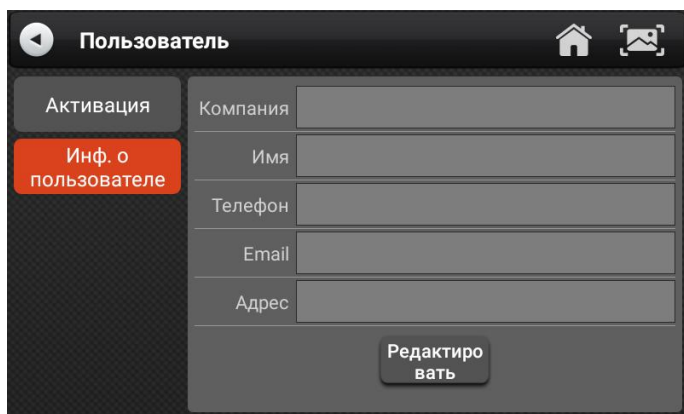 Пользователь
Активация
Инф. о
пользователе
Компания
Имя
Телефон
Email
Адрес
Редактиро
вать